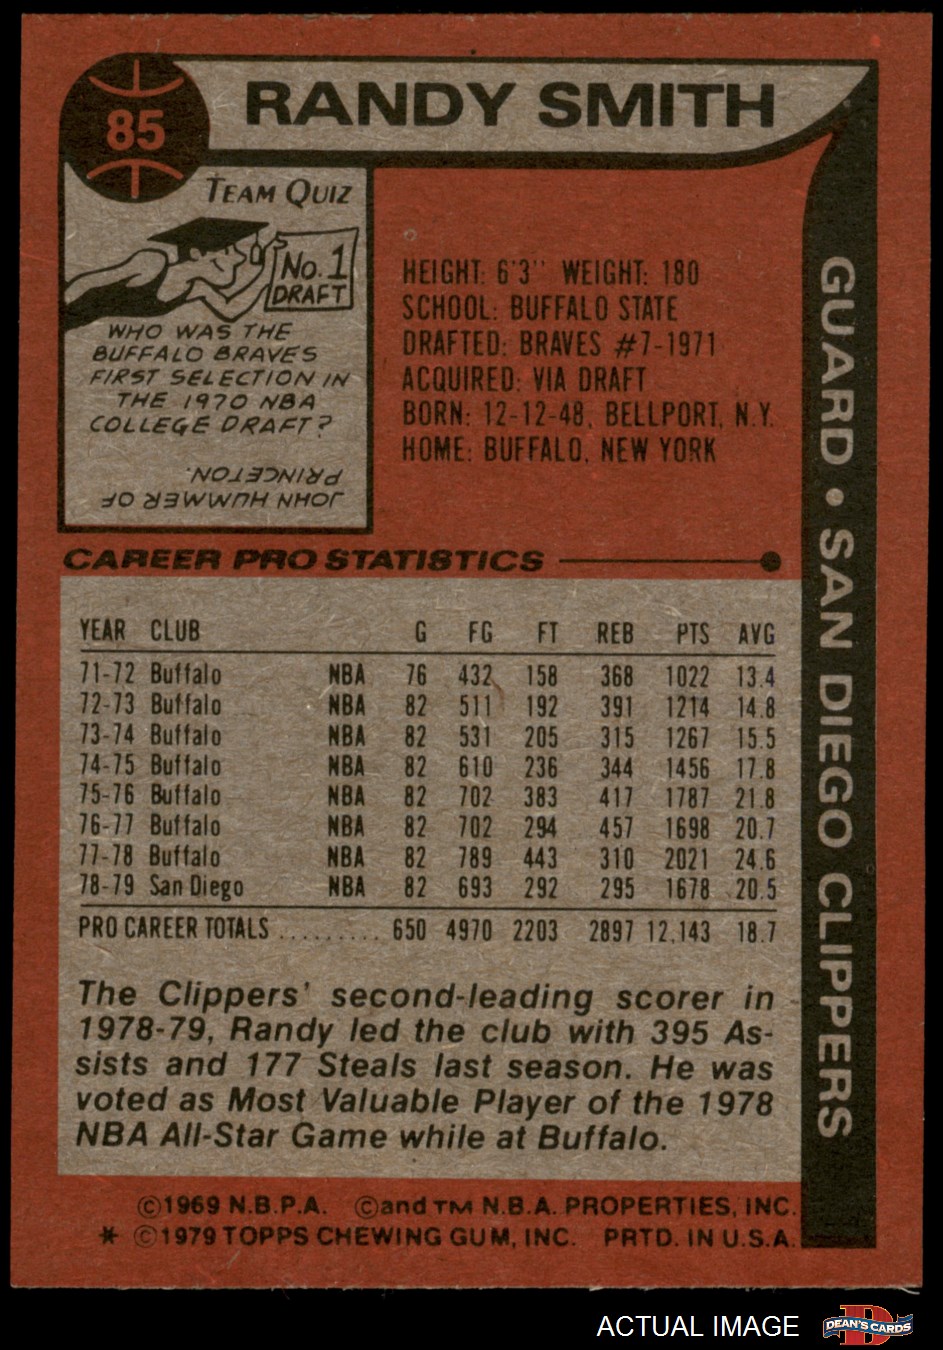 85
RANDY SMITH
TEAM QUIZ
No. 1
DRAFT
WHO WAS THE
BUFFALO BRAVES
FIRST SELECTION IN
THE 1970 NBA
COLLEGE DRAFT?
JOHN HUMMER OF
PRINCETON.
HEIGHT: 6'3" WEIGHT: 180
SCHOOL: BUFFALO STATE
DRAFTED: BRAVES #7-1971
ACQUIRED: VIA DRAFT
BORN: 12-12-48, BELLPORT, N.Y.
HOME: BUFFALO, NEW YORK
GUARD • SAN DIEGO CLIPPERS
CAREER PRO STATISTICS
YEAR CLUB G FG FT REB PTS AVG
71-72 Buffalo NBA 76 432 158 368 1022 13.4
72-73 Buffalo NBA 82 511 192 391 1214 14.8
73-74 Buffalo NBA 82 531 205 315 1267 15.5
74-75 Buffalo NBA 82 610 236 344 1456 17.8
75-76 Buffalo NBA 82 702 383 417 1787 21.8
76-77 Buffalo NBA 82 702 294 457 1698 20.7
77-78 Buffalo NBA 82 789 443 310 2021 24.6
78-79 San Diego NBA 82 693 292 295 1678 20.5
PRO CAREER TOTALS ......... 650 4970 2203 2897 12,143 18.7
The Clippers' second-leading scorer in
1978-79, Randy led the club with 395 As-
sists and 177 Steals last season. He was
voted as Most Valuable Player of the 1978
NBA All-Star Game while at Buffalo.
©1969 N.B.P.A. ©and TM N.B.A. PROPERTIES, INC.
* ©1979 TOPPS CHEWING GUM, INC. PRTD. IN U.S.A.
ACTUAL IMAGE
DEAN'S CARDS